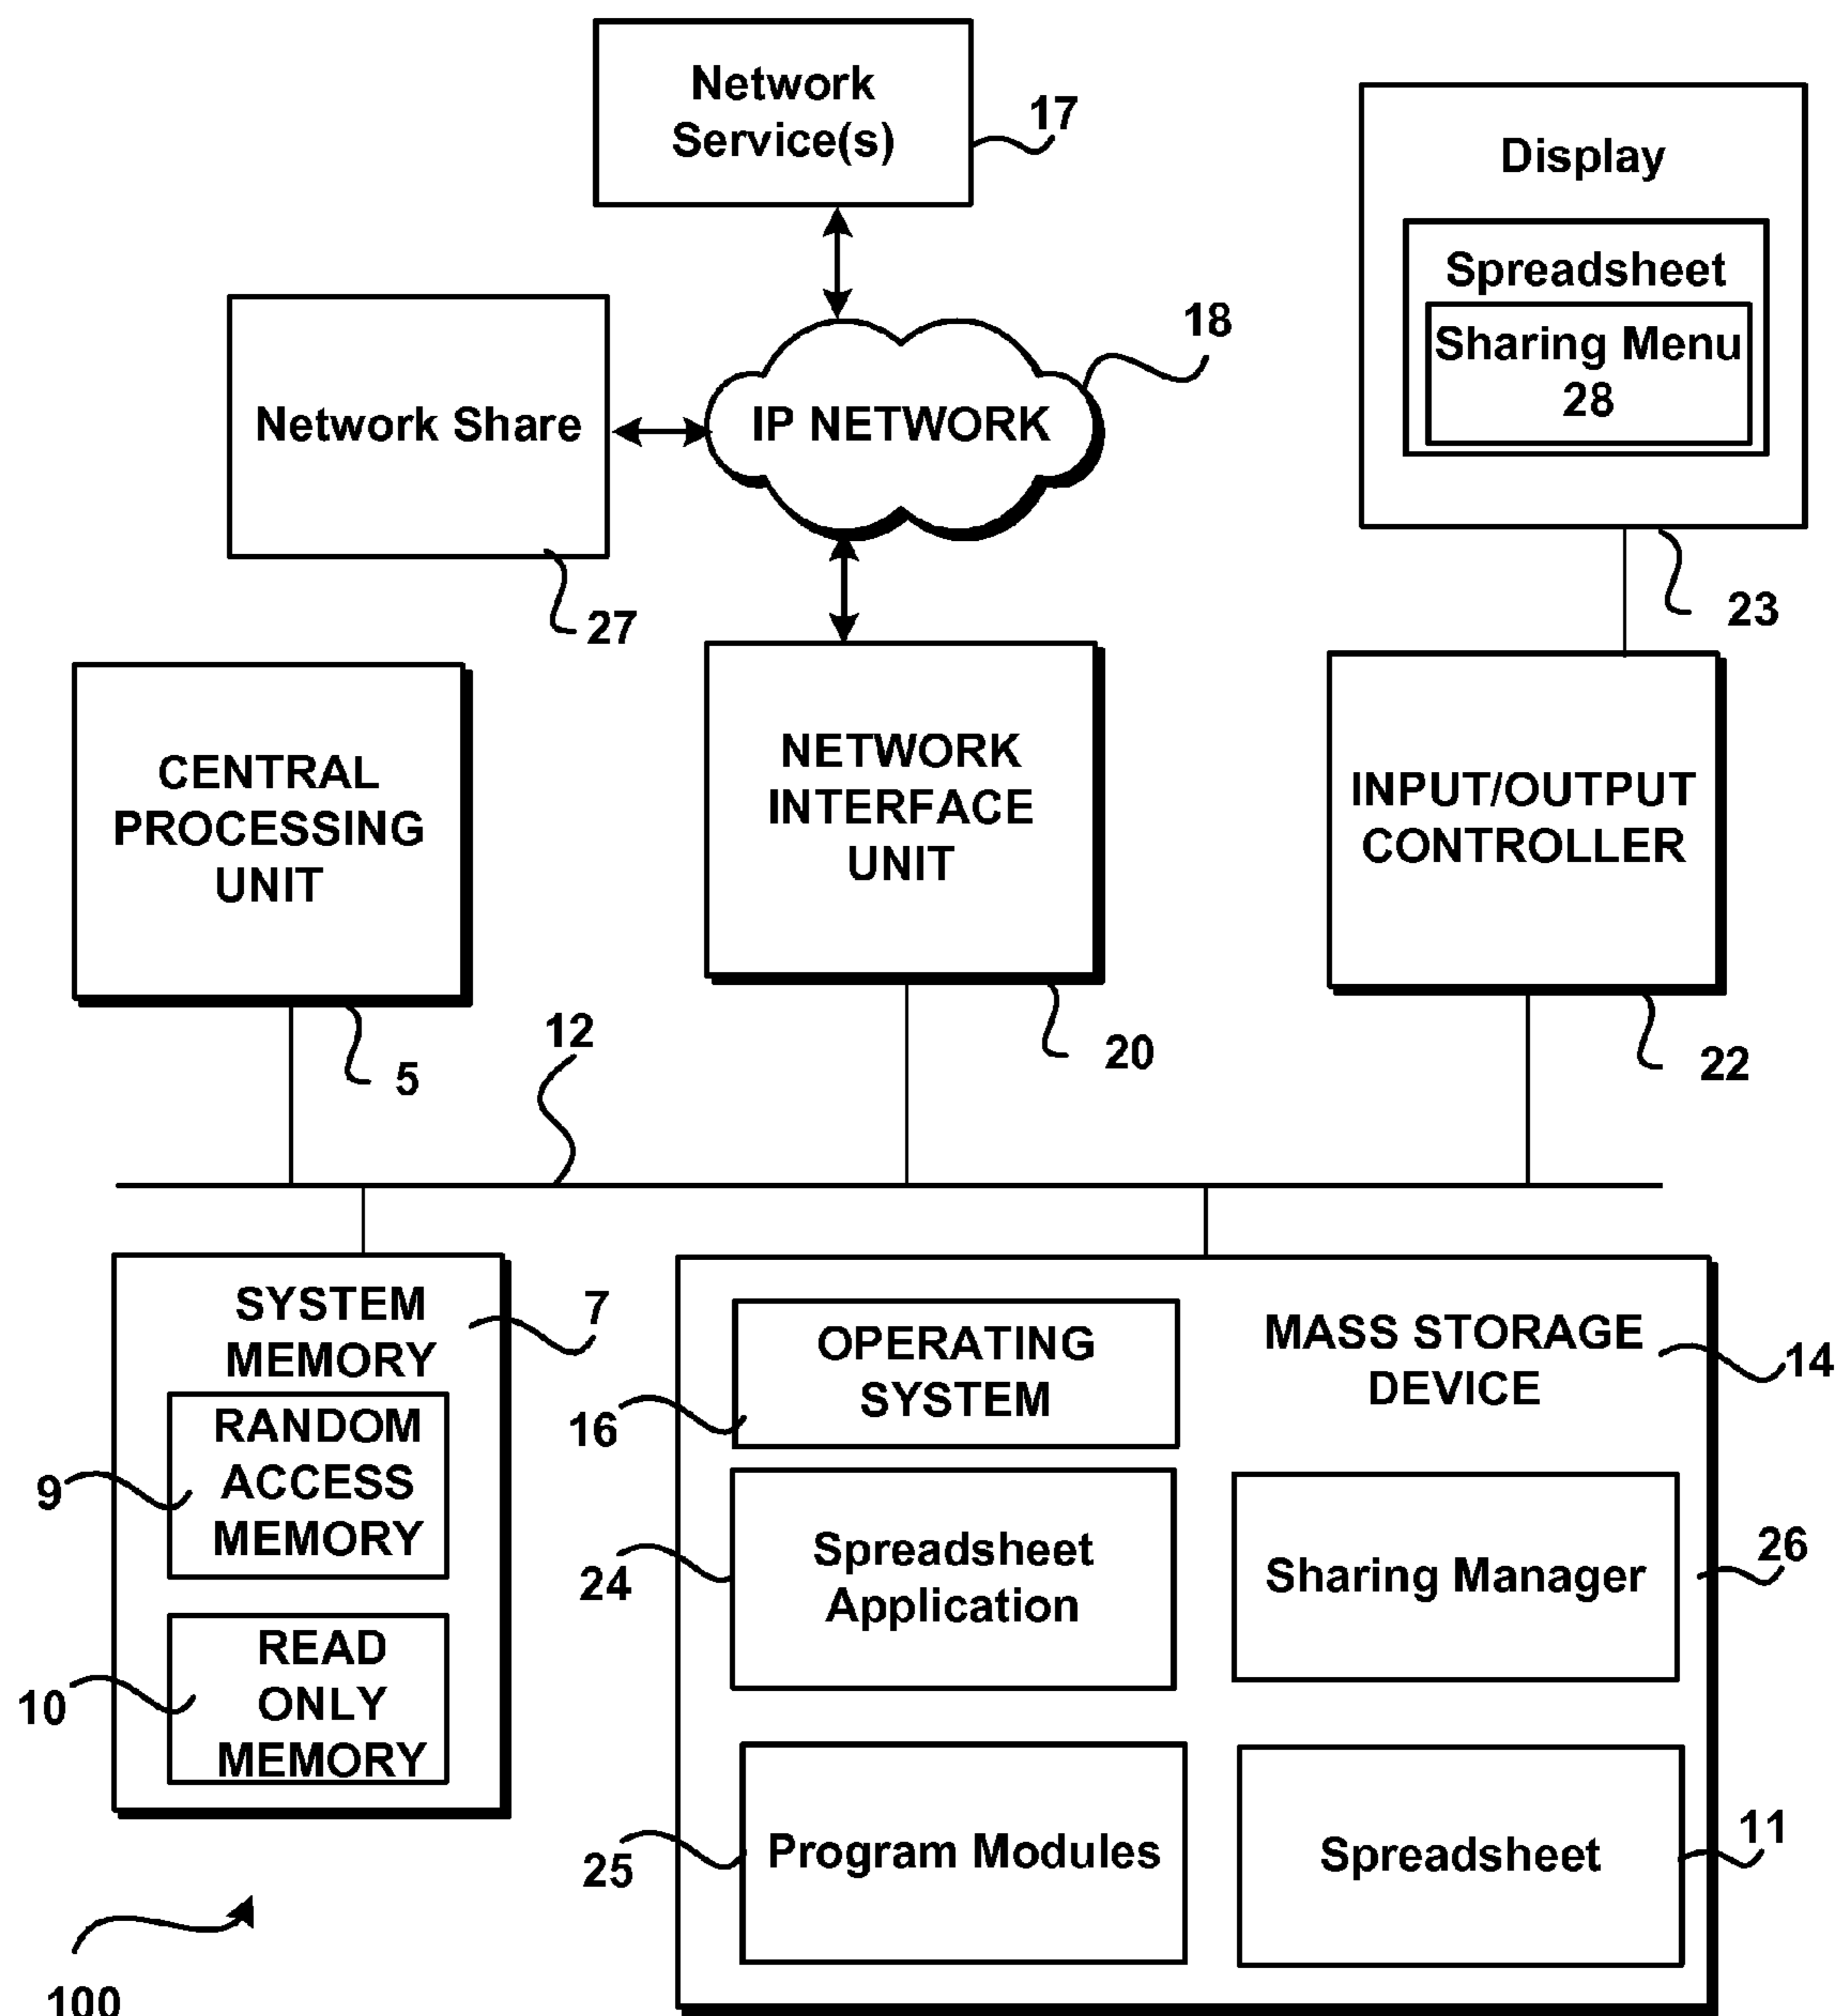 Network
Service(s)
17
Display
Spreadsheet
Sharing Menu
28
18
Network Share
IP NETWORK
27
23
CENTRAL
PROCESSING
UNIT
NETWORK
INTERFACE
UNIT
INPUT/OUTPUT
CONTROLLER
12
5
20
22
SYSTEM
MEMORY
7
RANDOM
ACCESS
MEMORY
9
READ
ONLY
MEMORY
10
OPERATING
SYSTEM
16
MASS STORAGE
DEVICE
14
Spreadsheet
Application
24
Sharing Manager
26
Program Modules
25
Spreadsheet
11
100